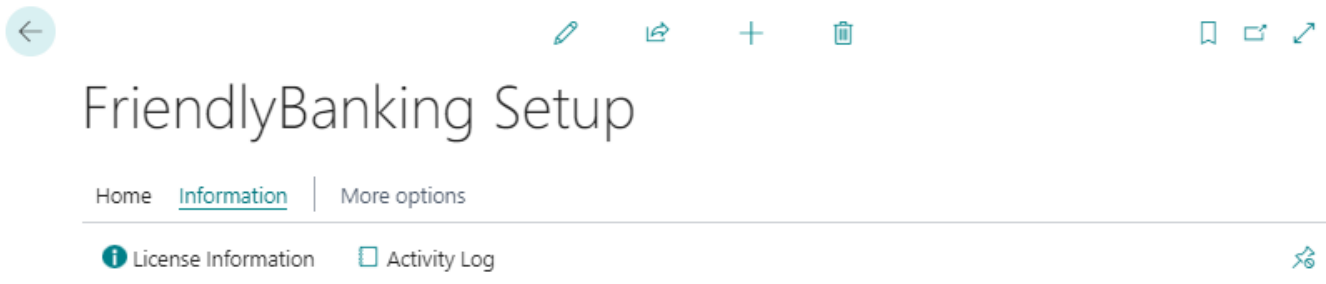 FriendlyBanking Setup
Home Information More options
License Information Activity Log